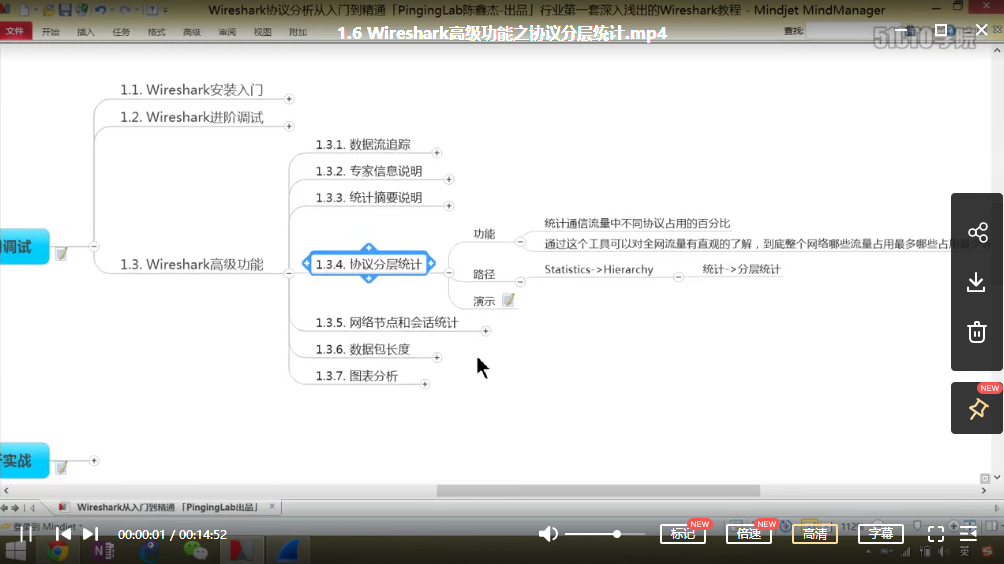 Wireshark协议分析从入门到精通「PingingLab陈鑫杰-出品」行业第一套深入浅出的Wireshark教程 - Mindjet MindManager
文件 开始 插入 任务 格式 高级 审阅 视图 附加
查找:
1.6 Wireshark高级功能之协议分层统计.mp4
51CTO学院
1.1. Wireshark安装入门
1.2. Wireshark进阶调试
1.3.1. 数据流追踪
1.3.2. 专家信息说明
1.3.3. 统计摘要说明
功能
统计通信流量中不同协议占用的百分比
通过这个工具可以对全网流量有直观的了解，到底整个网络哪些流量占用最多哪些占用最少
调试
1.3. Wireshark高级功能
1.3.4. 协议分层统计
路径
Statistics->Hierarchy
统计->分层统计
演示
1.3.5. 网络节点和会话统计
1.3.6. 数据包长度
1.3.7. 图表分析
NEW
实战
Wireshark从入门到精通「PingingLab出品」
登录到 Mindjet
00:00:01 / 00:14:52
标记
NEW
倍速
NEW
高清
字幕
英